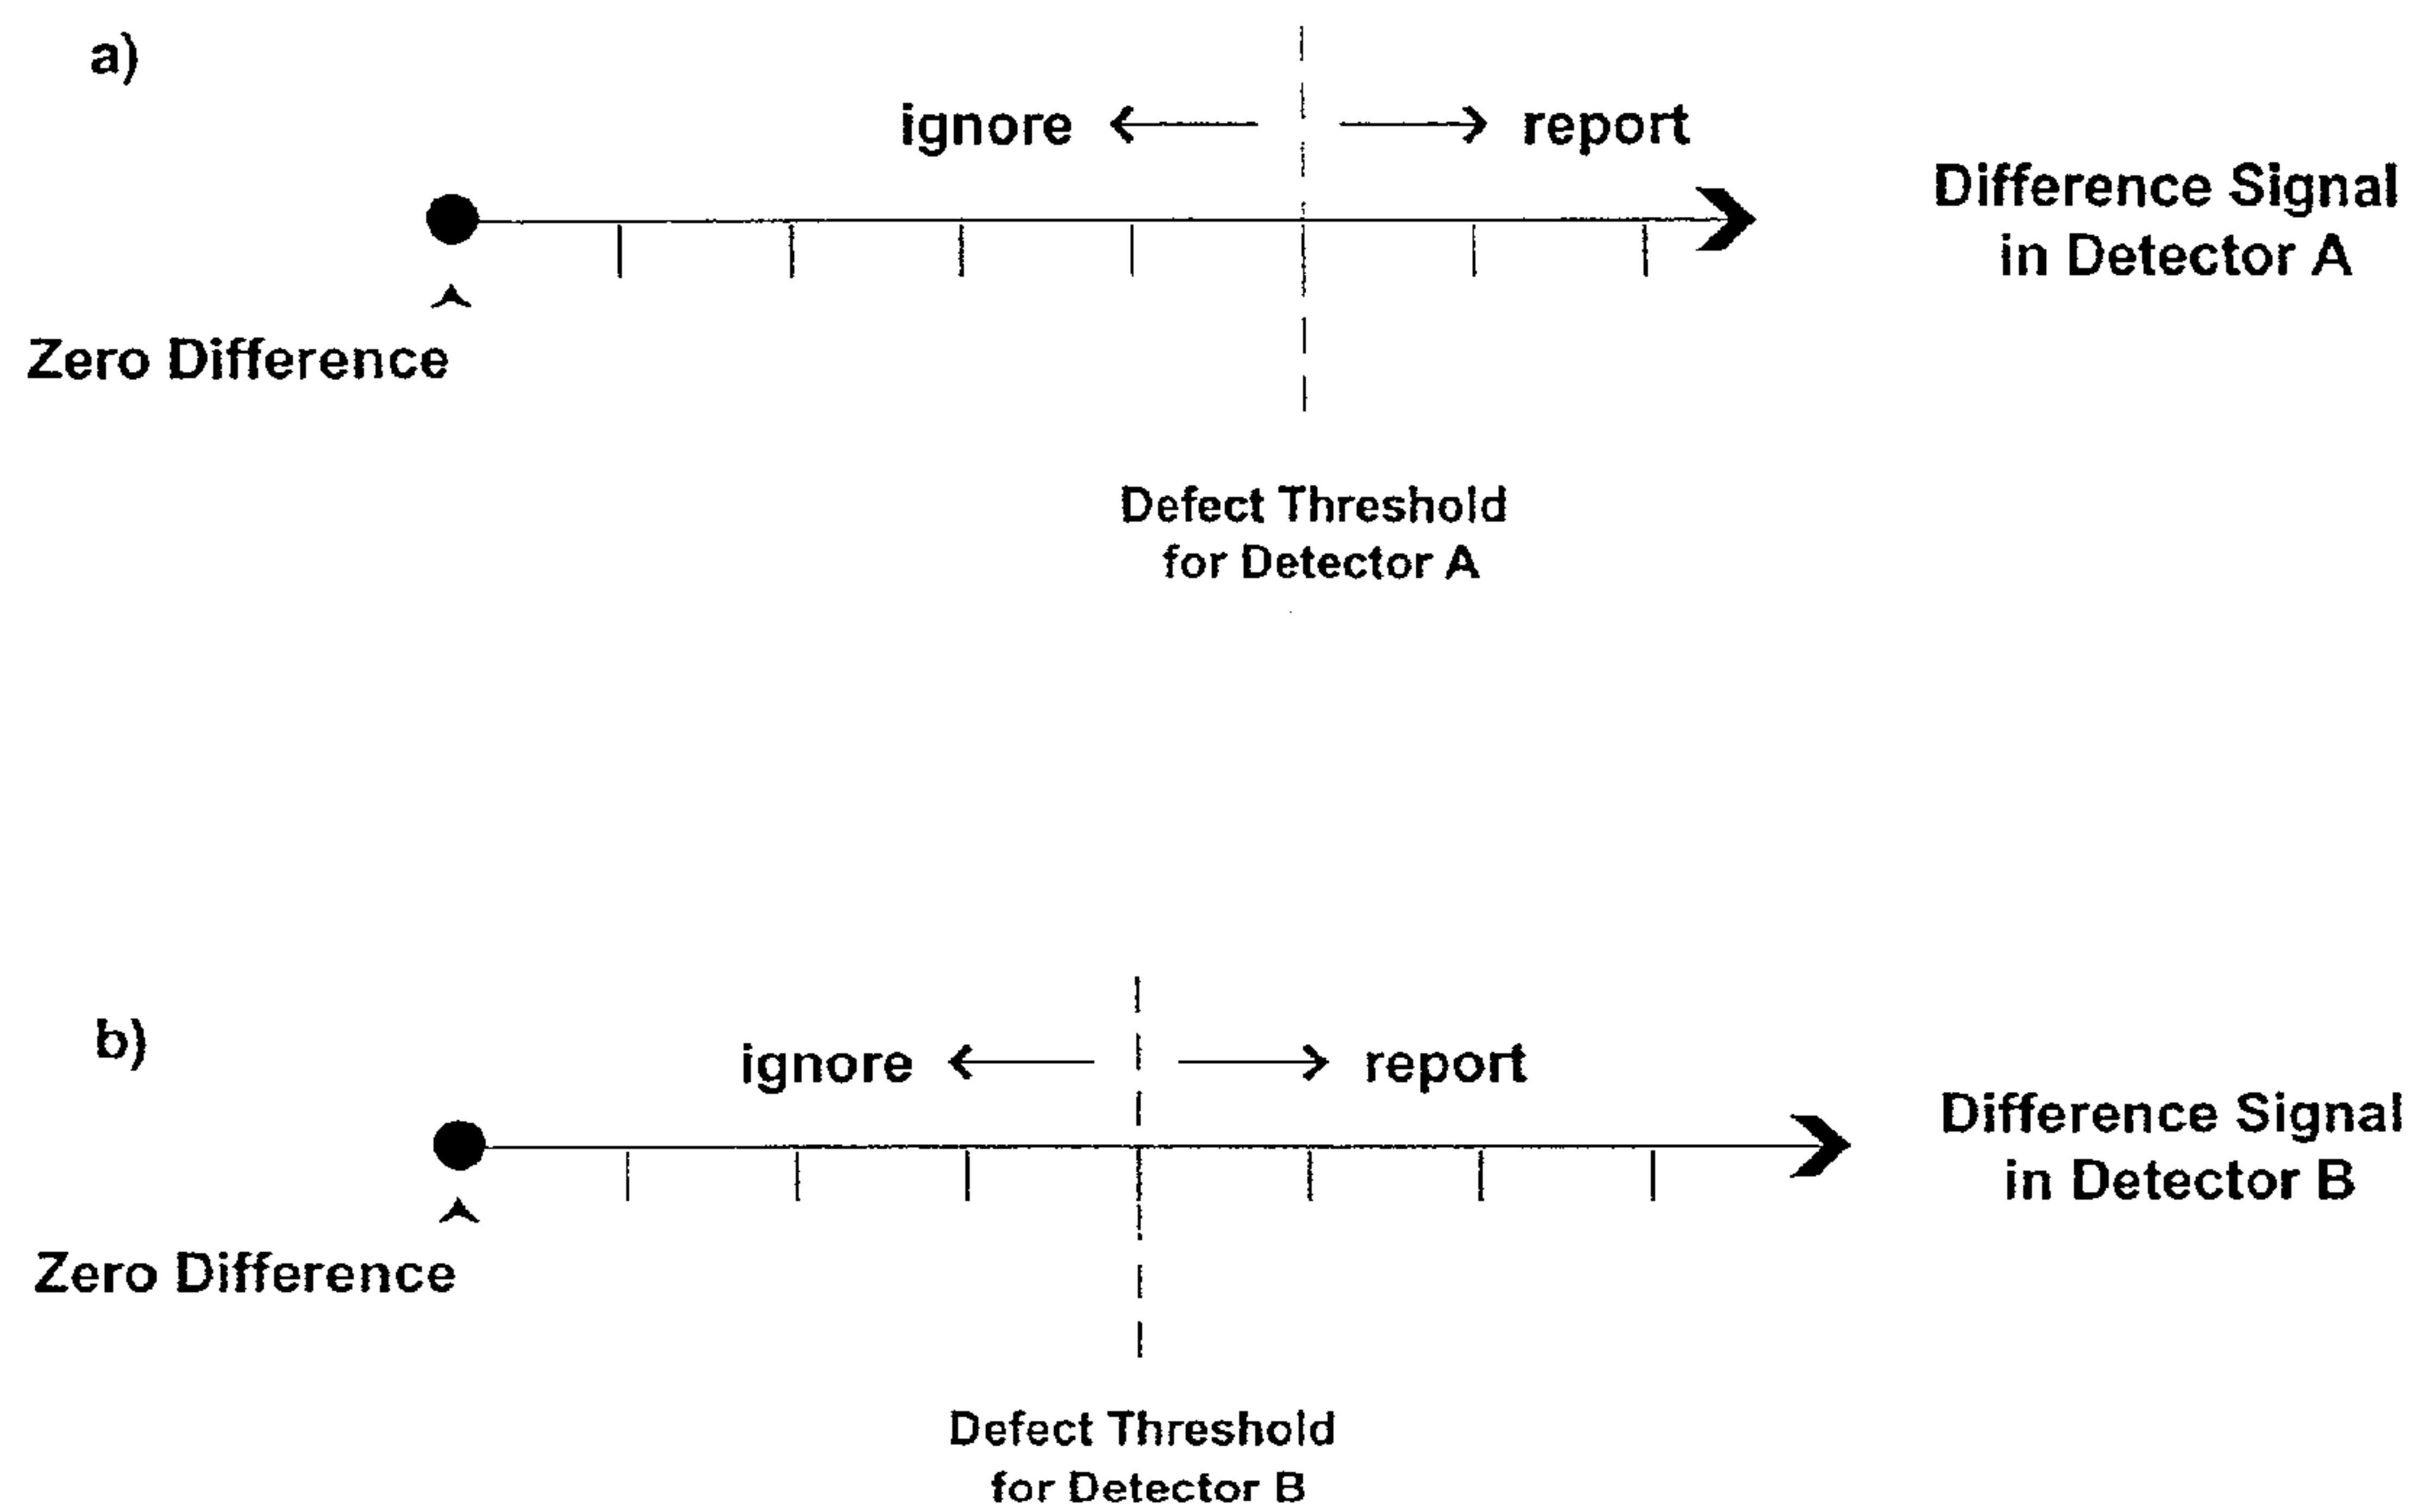 a)
ignore
report
Difference Signal
in Detector A
Zero Difference
Defect Threshold
for Detector A
b)
ignore
report
Difference Signal
in Detector B
Zero Difference
Defect Threshold
for Detector B